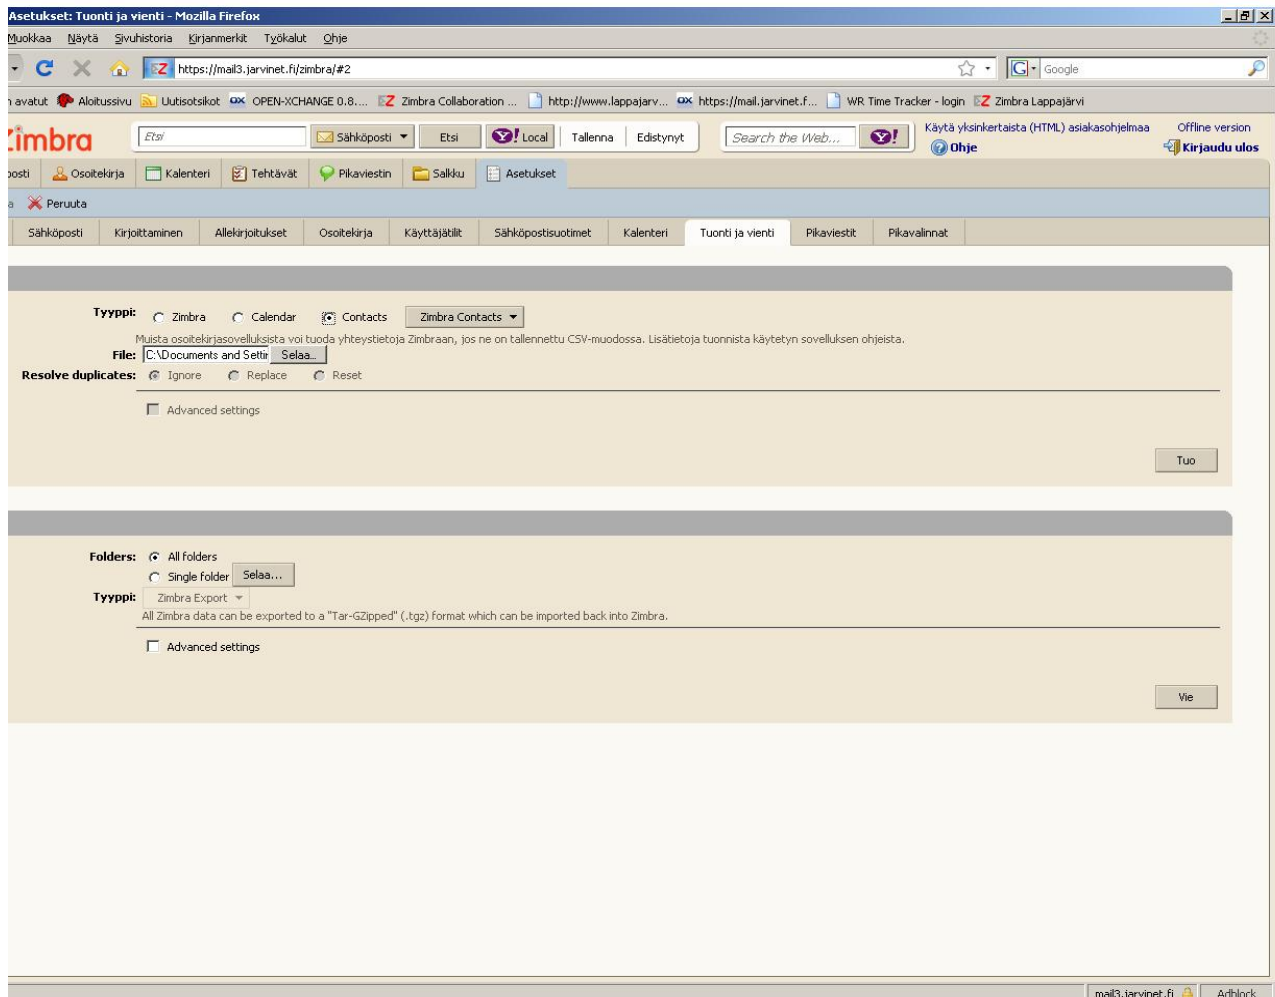 Asetukset: Tuonti ja vienti - Mozilla Firefox
Muokkaa Näytä Sivuhistoria Kirjanmerkit Työkalut Ohje
https://mail3.jarvinet.fi/zimbra/#2 Google
avatut Aloitussivu Uutisotsikot OPEN-XCHANGE 0.8.... Zimbra Collaboration ... http://www.lappajarv... https://mail.jarvinet.f... WR Time Tracker - login Zimbra Lappajärvi
Zimbra Etsi Sähköposti Etsi Local Tallenna Edistynyt Search the Web... Käytä yksinkertaista (HTML) asiakasohjelmaa Offline version
Ohje Kirjaudu ulos
posti Osoitekirja Kalenteri Tehtävät Pikaviestin Salkku Asetukset
a Peruuta
Sähköposti Kirjoittaminen Allekirjoitukset Osoitekirja Käyttäjätilit Sähköpostisuotimet Kalenteri Tuonti ja vienti Pikaviestit Pikavalinnat
Tyyppi: Zimbra Calendar Contacts Zimbra Contacts
Muista osoitekirjasovelluksista voi tuoda yhteystietoja Zimbraan, jos ne on tallennettu CSV-muodossa. Lisätietoja tuonnista käytetyn sovelluksen ohjeista.
File: C:\Documents and Settir Selaa...
Resolve duplicates: Ignore Replace Reset
Advanced settings
Tuo
Folders: All folders
Single folder Selaa...
Tyyppi: Zimbra Export
All Zimbra data can be exported to a "Tar-GZipped" (.tgz) format which can be imported back into Zimbra.
Advanced settings
Vie
mail3.jarvinet.fi Adblock